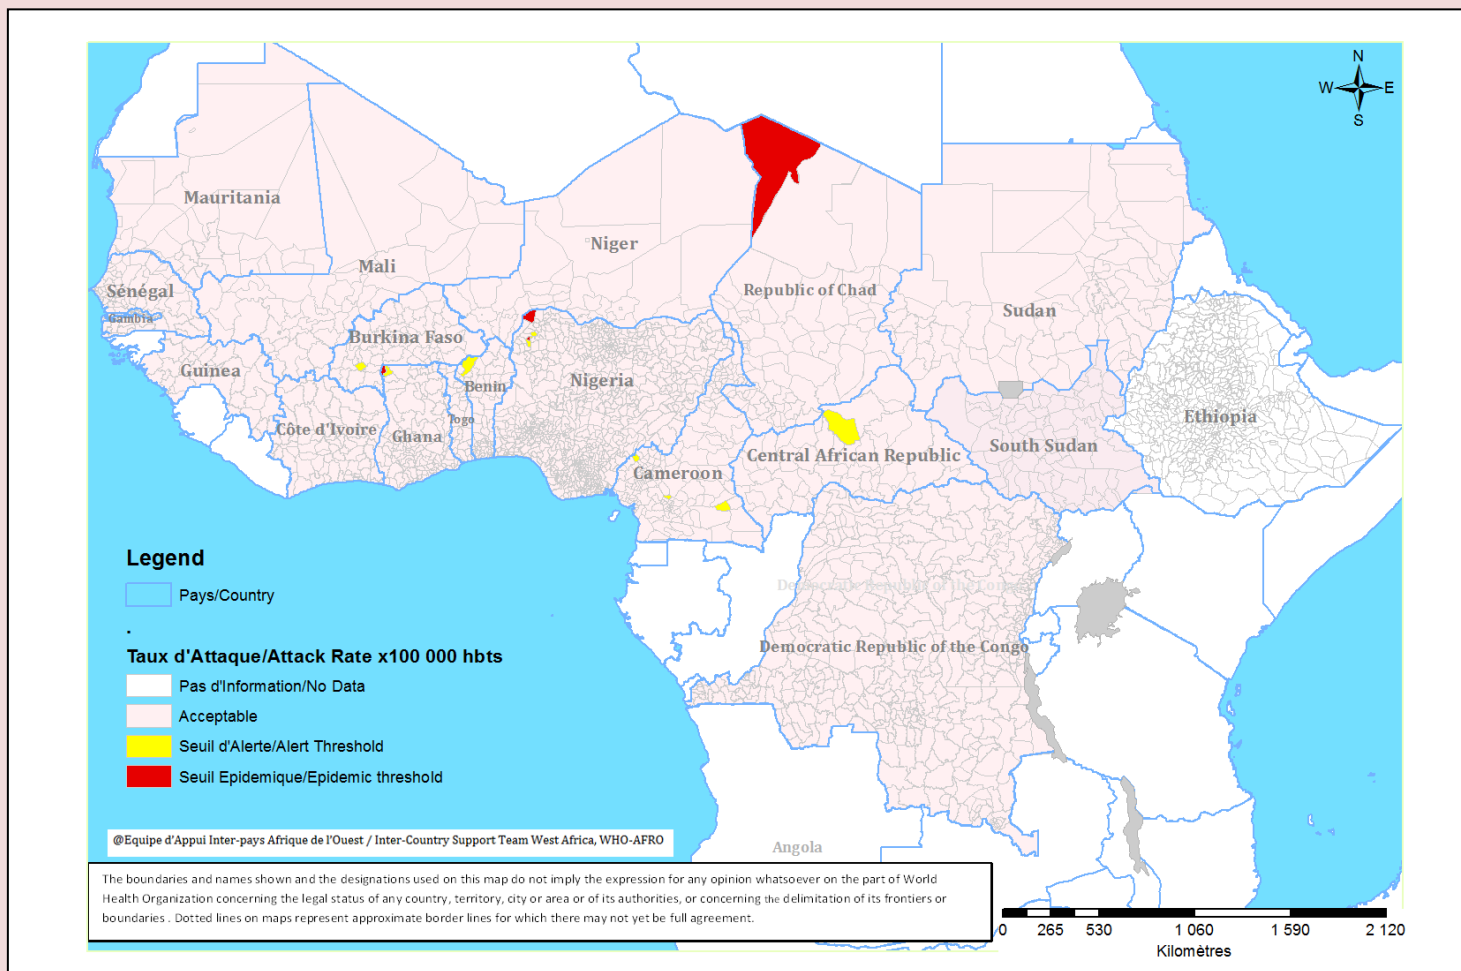 N
W E
S
Mauritania
Niger
Mali
Sénégal
Republic of Chad
Sudan
Gambia
Burkina Faso
Guinea
Benin
Nigeria
Ethiopia
Togo
Côte d'Ivoire
Ghana
South Sudan
Central African Republic
Cameroon
Democratic Republic of the Congo
Democratic Republic of the Congo
Angola
Legend
Pays/Country
.
Taux d'Attaque/Attack Rate x100 000 hbts
Pas d'Information/No Data
Acceptable
Seuil d'Alerte/Alert Threshold
Seuil Epidemique/Epidemic threshold
@Equipe d'Appui Inter-pays Afrique de l'Ouest / Inter-Country Support Team West Africa, WHO-AFRO
The boundaries and names shown and the designations used on this map do not imply the expression for any opinion whatsoever on the part of World
Health Organization concerning the legal status of any country, territory, city or area or of its authorities, or concerning the delimitation of its frontiers or
boundaries . Dotted lines on maps represent approximate border lines for which there may not yet be full agreement.
0 265 530 1 060 1 590 2 120
Kilomètres